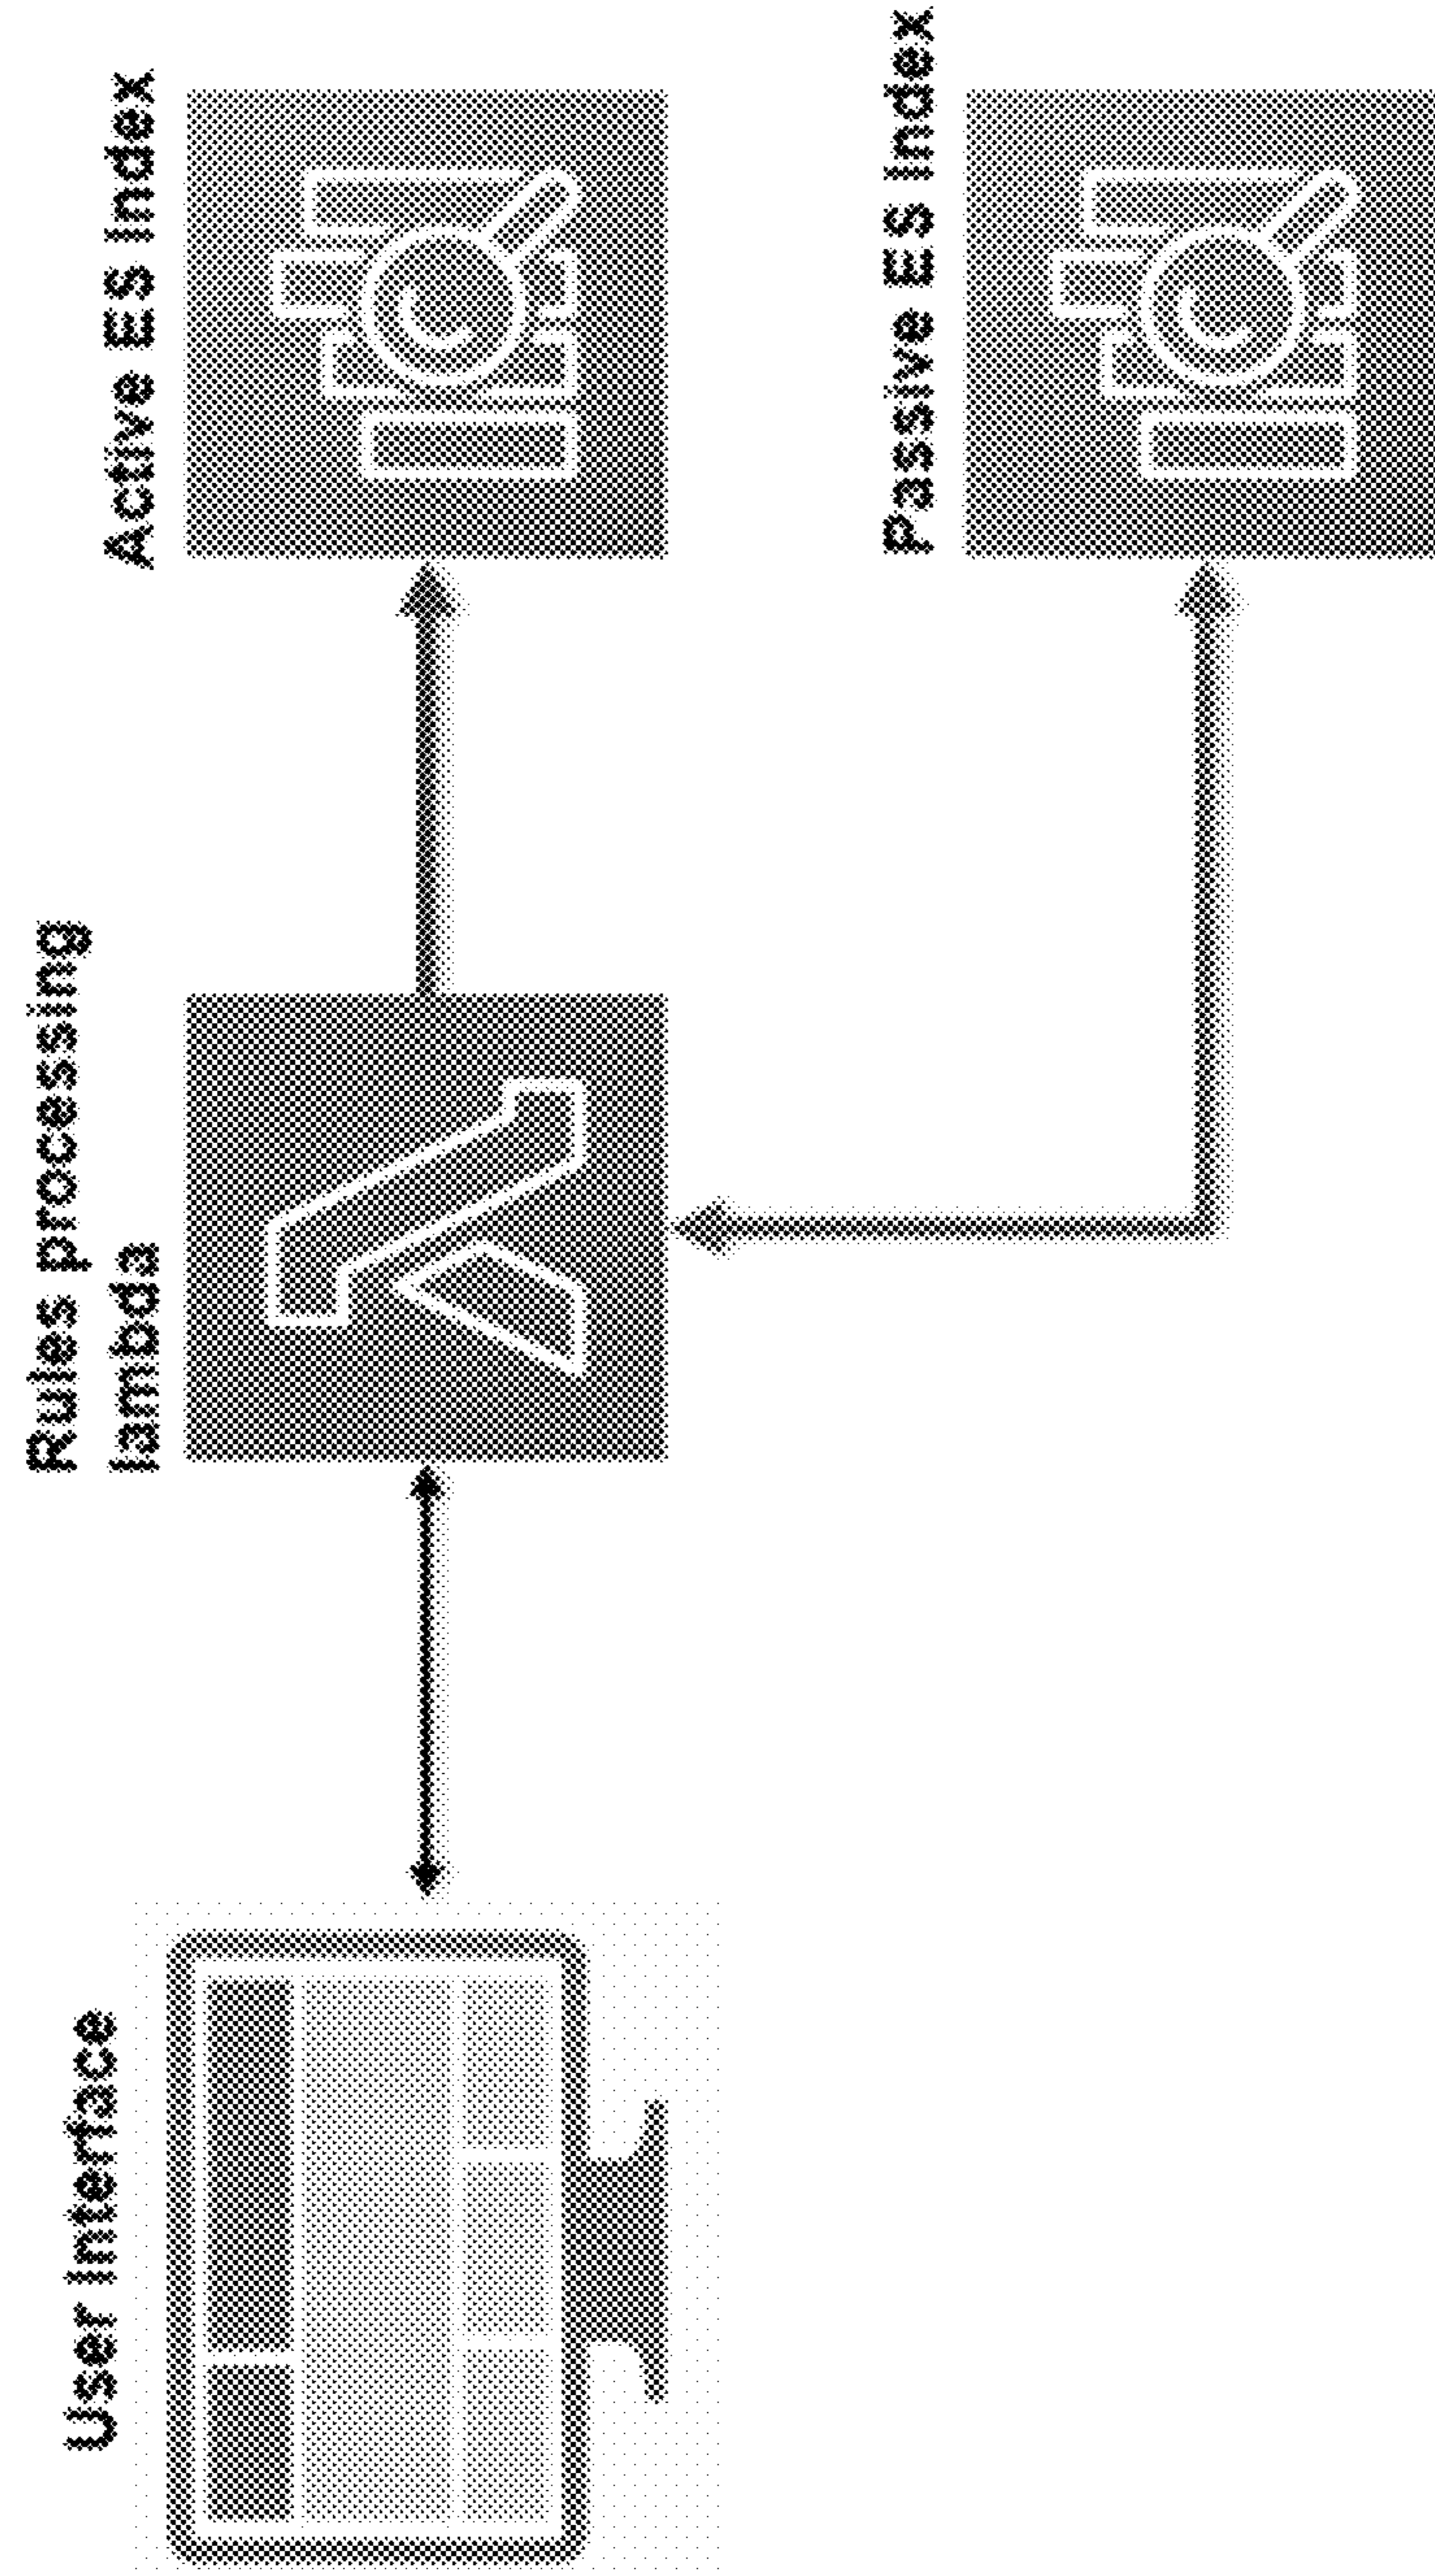 User Interface
Rules processing
lambda
Active ES Index
Passive ES Index